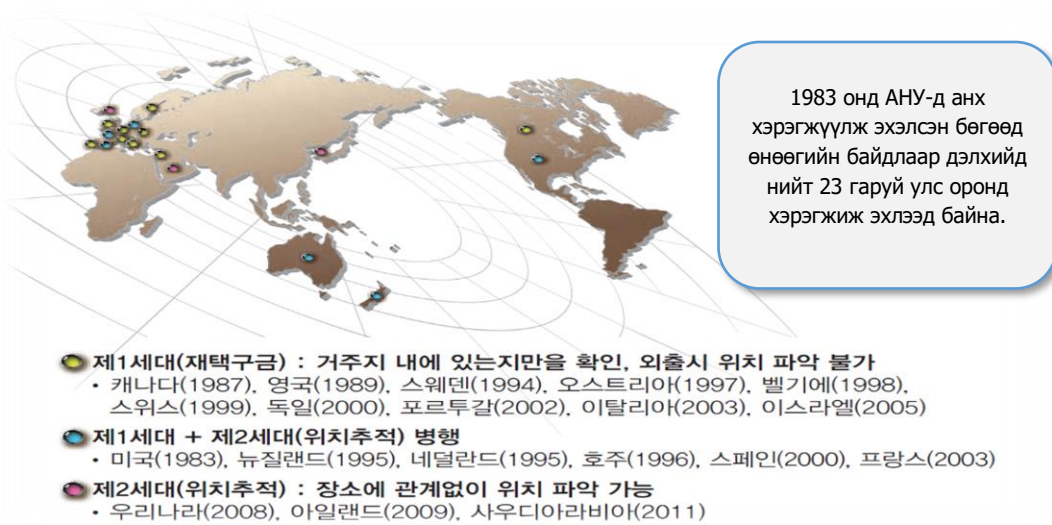 1983 онд АНУ-д анх
хэрэгжүүлж эхэлсэн бөгөөд
өнөөгийн байдлаар дэлхийд
нийт 23 гаруй улс оронд
хэрэгжиж эхлээд байна.
제1세대(재택구금) : 거주지 내에 있는지만을 확인, 외출시 위치 파악 불가
· 캐나다(1987), 영국(1989), 스웨덴(1994), 오스트리아(1997), 벨기에(1998),
스위스(1999), 독일(2000), 포르투갈(2002), 이탈리아(2003), 이스라엘(2005)
제1세대 + 제2세대(위치추적) 병행
· 미국(1983), 뉴질랜드(1995), 네덜란드(1995), 호주(1996), 스페인(2000), 프랑스(2003)
제2세대(위치추적) : 장소에 관계없이 위치 파악 가능
· 우리나라(2008), 아일랜드(2009), 사우디아라비아(2011)